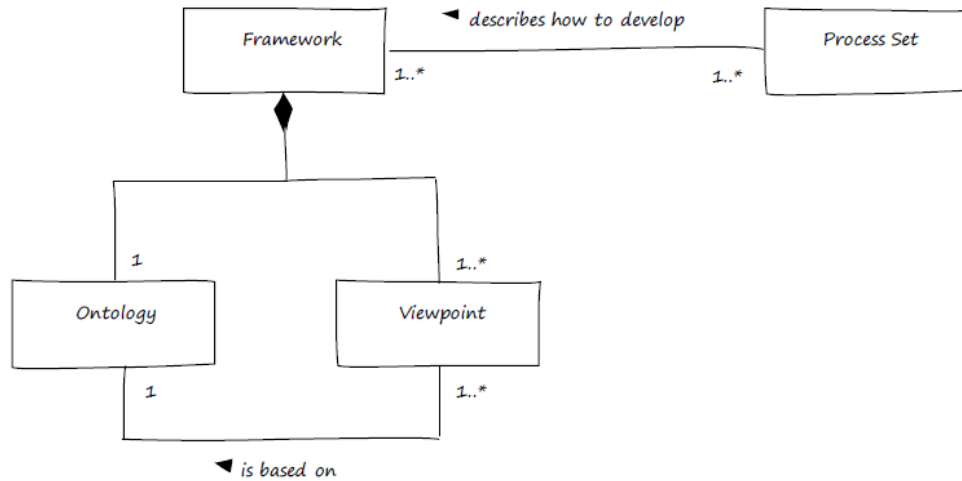 describes how to develop
Framework
Process Set
1..*
1..*
1
1..*
Ontology
Viewpoint
1
1..*
is based on